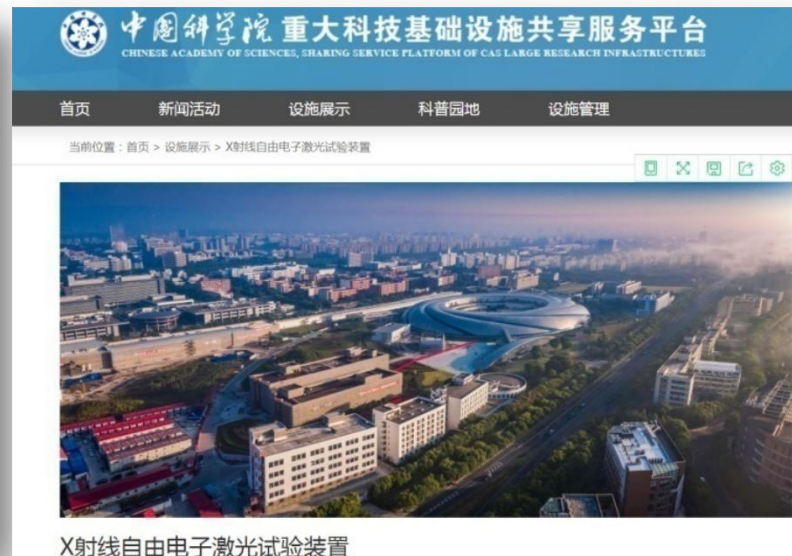 中国科学院 重大科技基础设施共享服务平台
CHINESE ACADEMY OF SCIENCES, SHARING SERVICE PLATFORM OF CAS LARGE RESEARCH INFRASTRUCTURES
首页 新闻活动 设施展示 科普园地 设施管理
当前位置：首页 > 设施展示 > X射线自由电子激光试验装置
X射线自由电子激光试验装置